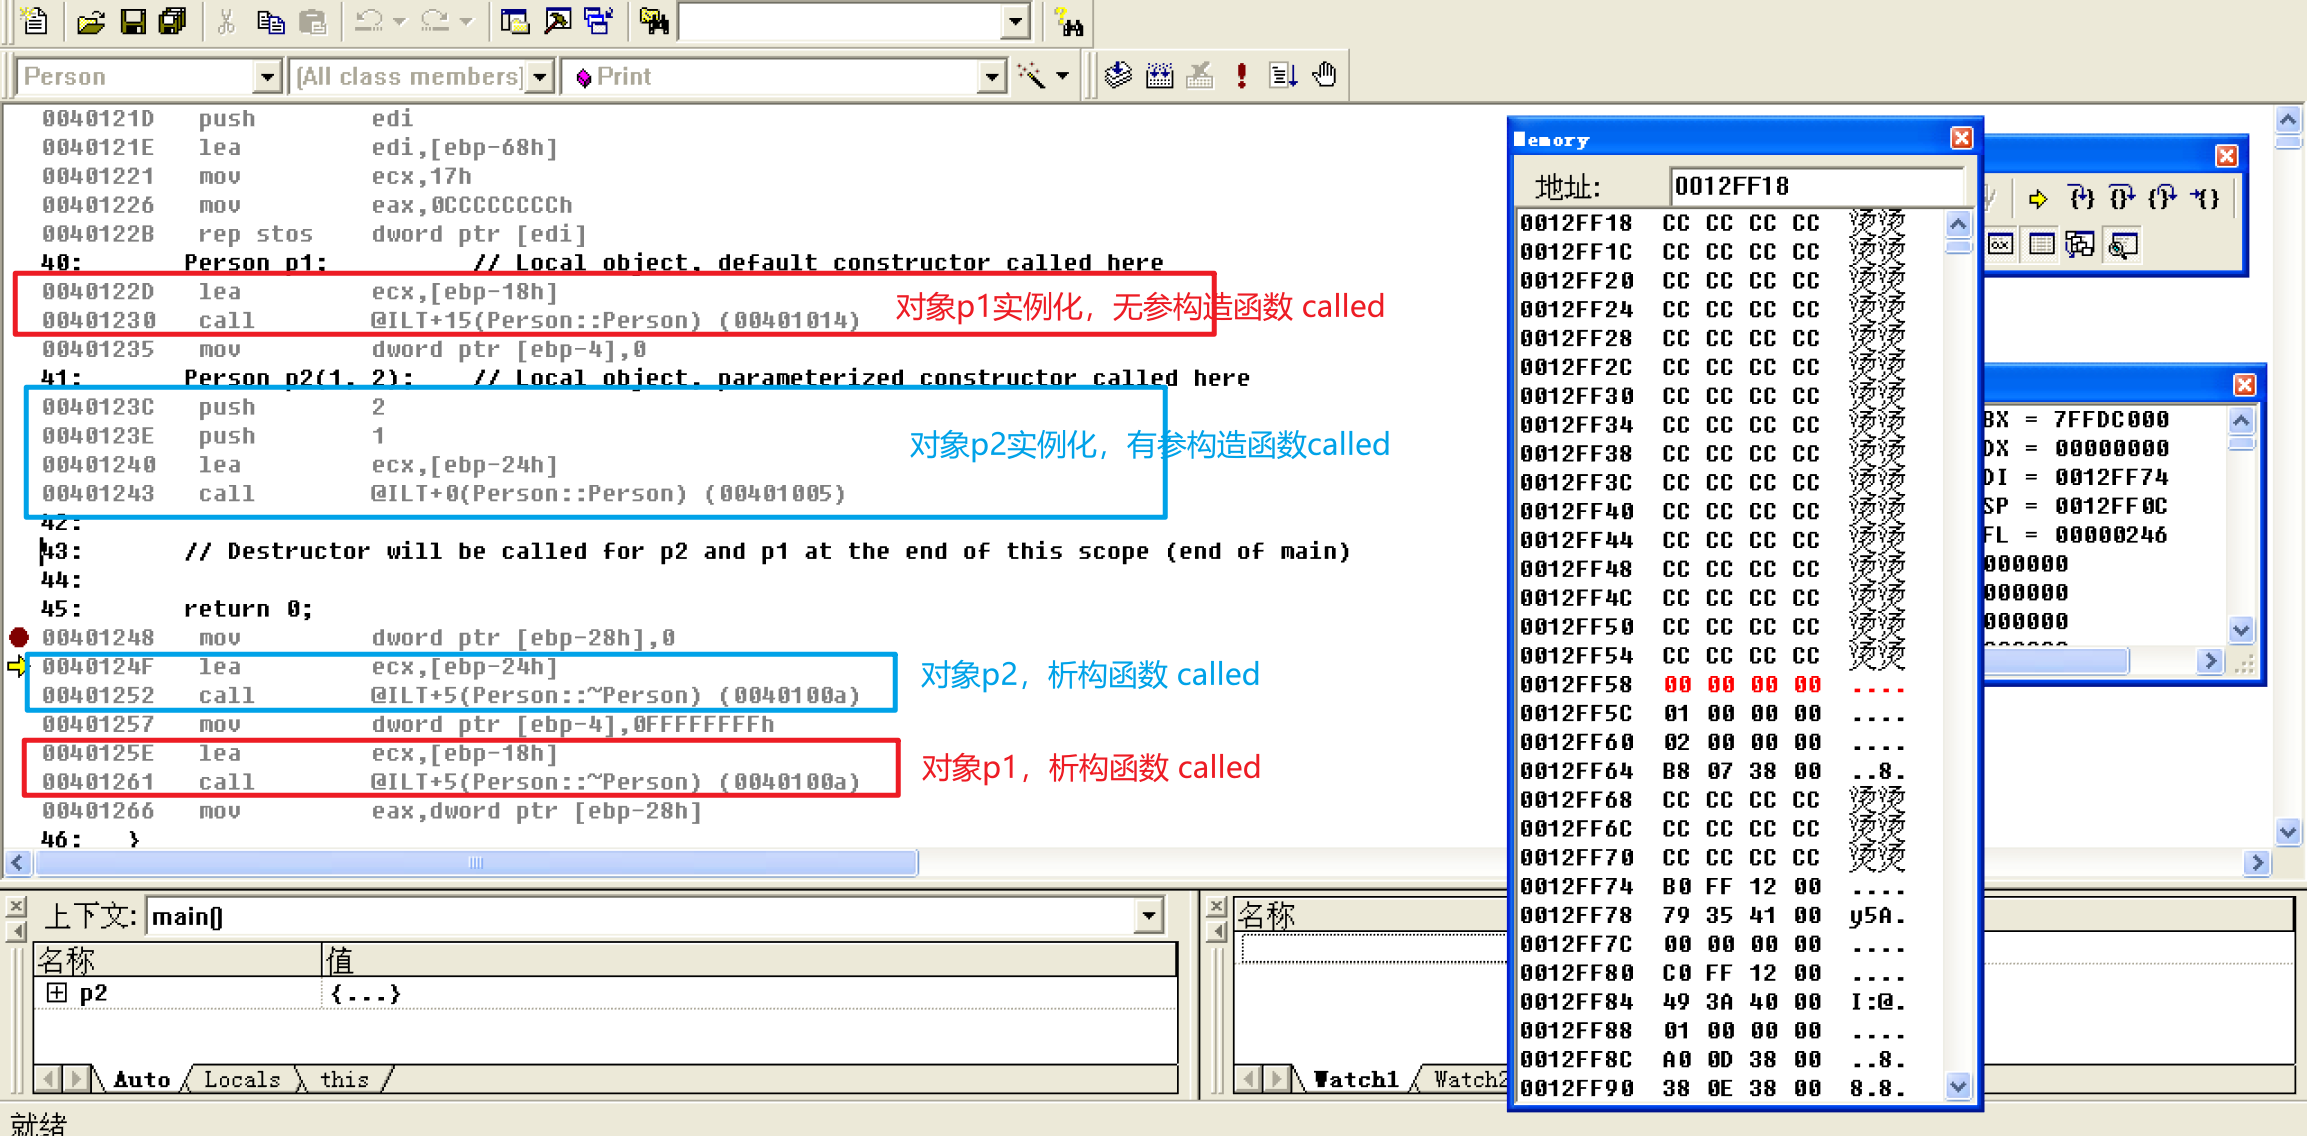 Person
(All class members)
Print
0040121D push edi
0040121E lea edi,[ebp-68h]
00401221 mov ecx,17h
00401226 mov eax,0CCCCCCCCh
0040122B rep stos dword ptr [edi]
40: Person p1; // Local object, default constructor called here
0040122D lea ecx,[ebp-18h]
00401230 call @ILT+15(Person::Person) (00401014)
对象p1实例化，无参构造函数 called
00401235 mov dword ptr [ebp-4],0
41: Person p2(1, 2); // Local object, parameterized constructor called here
0040123C push 2
0040123E push 1
对象p2实例化，有参构造函数called
00401240 lea ecx,[ebp-24h]
00401243 call @ILT+0(Person::Person) (00401005)
42:
43: // Destructor will be called for p2 and p1 at the end of this scope (end of main)
44:
45: return 0;
00401248 mov dword ptr [ebp-28h],0
0040124F lea ecx,[ebp-24h]
对象p2，析构函数 called
00401252 call @ILT+5(Person::~Person) (0040100a)
00401257 mov dword ptr [ebp-4],0FFFFFFFFh
0040125E lea ecx,[ebp-18h]
对象p1，析构函数 called
00401261 call @ILT+5(Person::~Person) (0040100a)
00401266 mov eax,dword ptr [ebp-28h]
46: }
Memory
地址: 0012FF18
0012FF18 CC CC CC CC 烫烫
0012FF1C CC CC CC CC 烫烫
0012FF20 CC CC CC CC 烫烫
0012FF24 CC CC CC CC 烫烫
0012FF28 CC CC CC CC 烫烫
0012FF2C CC CC CC CC 烫烫
0012FF30 CC CC CC CC 烫烫
0012FF34 CC CC CC CC 烫烫
0012FF38 CC CC CC CC 烫烫
0012FF3C CC CC CC CC 烫烫
0012FF40 CC CC CC CC 烫烫
0012FF44 CC CC CC CC 烫烫
0012FF48 CC CC CC CC 烫烫
0012FF4C CC CC CC CC 烫烫
0012FF50 CC CC CC CC 烫烫
0012FF54 CC CC CC CC 烫烫
0012FF58 00 00 00 00 ....
0012FF5C 01 00 00 00 ....
0012FF60 02 00 00 00 ....
0012FF64 B8 07 38 00 ..8.
0012FF68 CC CC CC CC 烫烫
0012FF6C CC CC CC CC 烫烫
0012FF70 CC CC CC CC 烫烫
0012FF74 B0 FF 12 00 ....
0012FF78 79 35 41 00 y5A.
0012FF7C 00 00 00 00 ....
0012FF80 C0 FF 12 00 ....
0012FF84 49 3A 40 00 I:@.
0012FF88 01 00 00 00 ....
0012FF8C A0 0D 38 00 ..8.
0012FF90 38 0E 38 00 8.8.
BX = 7FFDC000
DX = 00000000
DI = 0012FF74
SP = 0012FF0C
FL = 00000246
000000
000000
000000
上下文: main()
名称 值
p2 {...}
Auto Locals this
名称
Watch1 Watch2
就绪